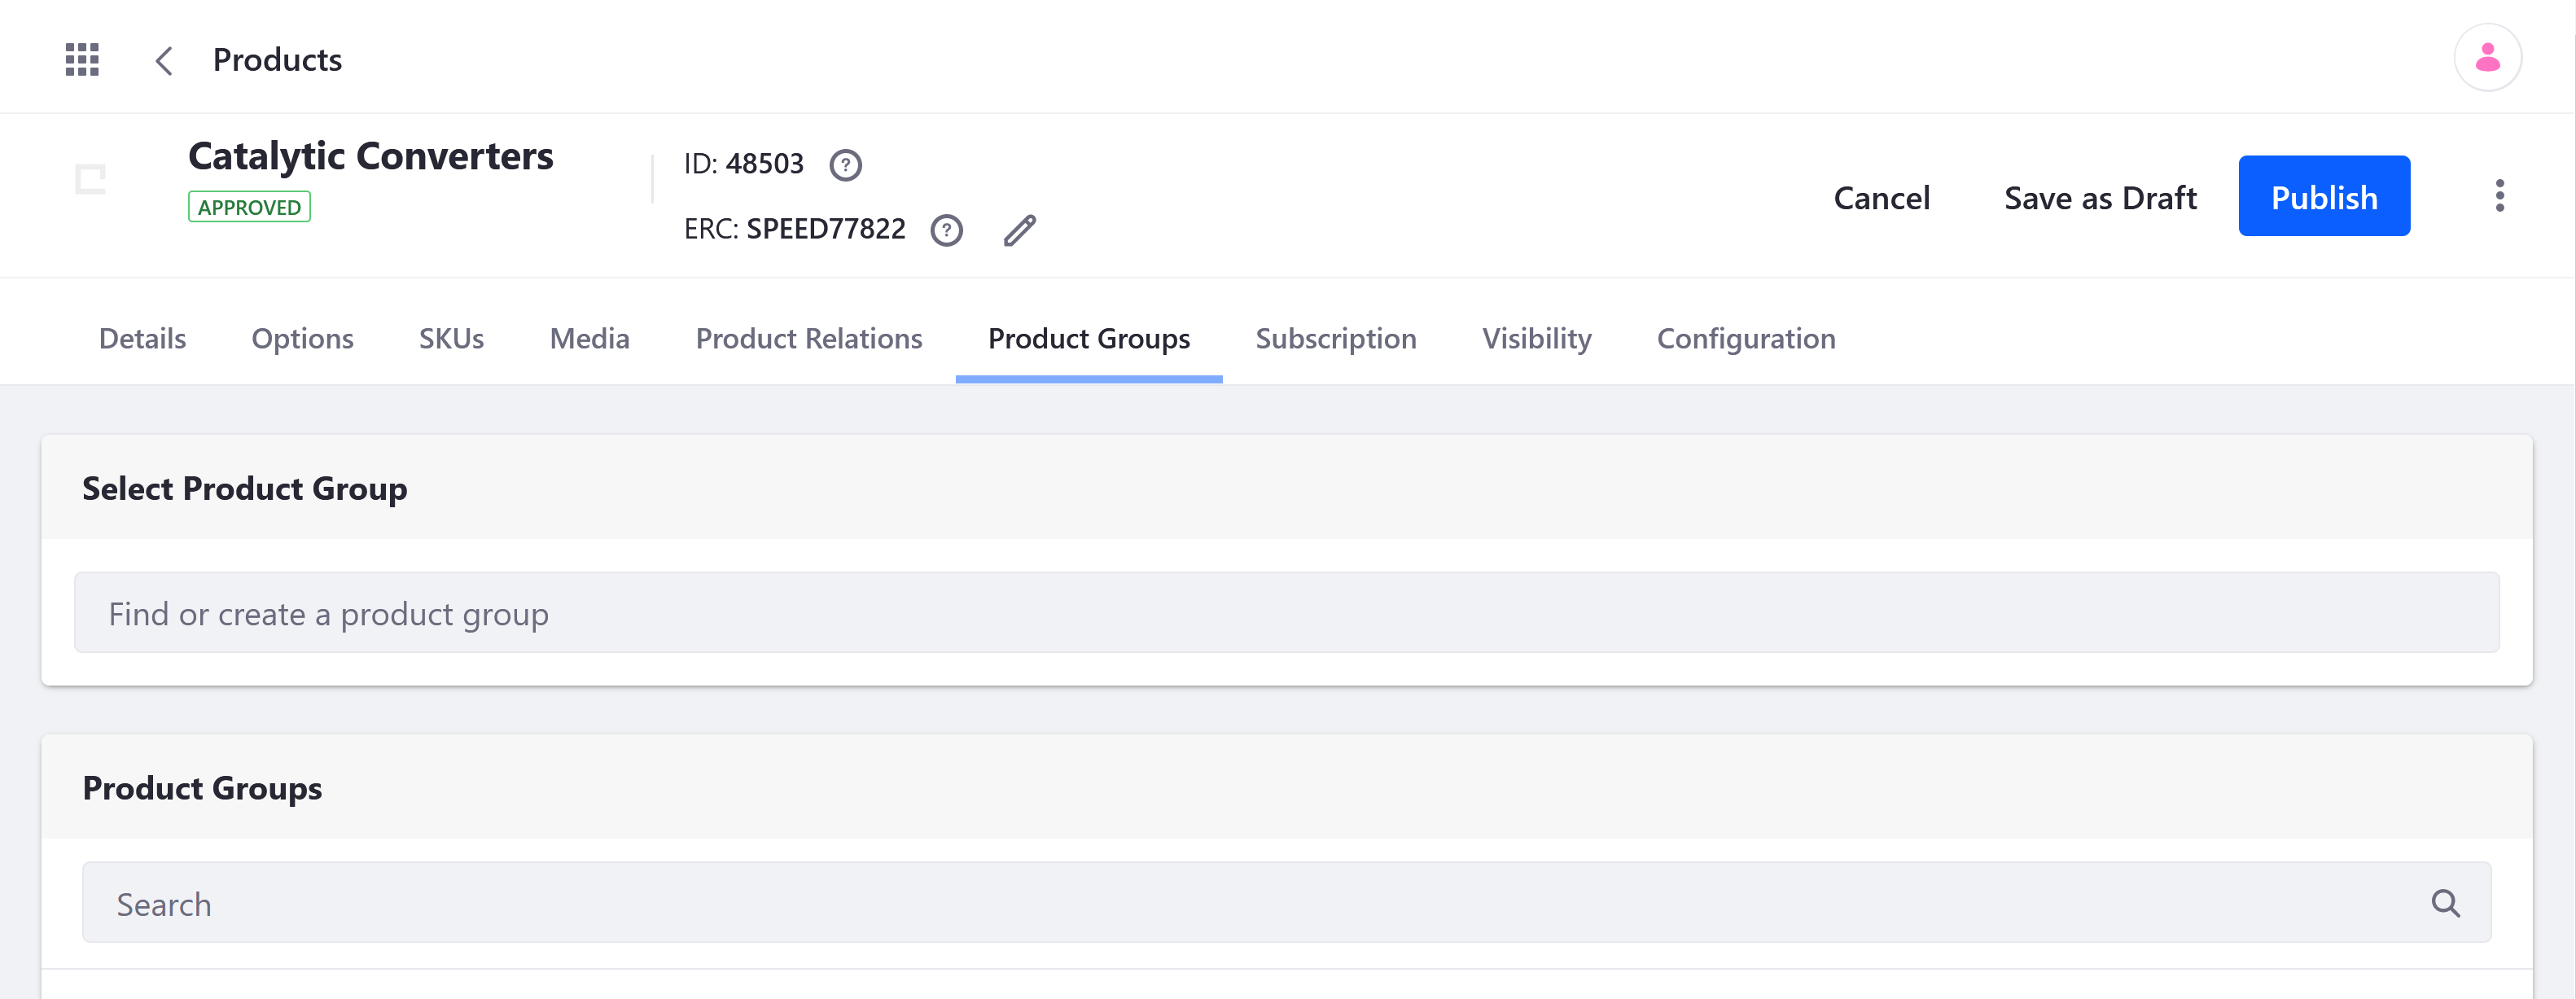 Products
Catalytic Converters
APPROVED
ID: 48503
ERC: SPEED77822
Cancel
Save as Draft
Publish
Details
Options
SKUs
Media
Product Relations
Product Groups
Subscription
Visibility
Configuration
Select Product Group
Find or create a product group
Product Groups
Search